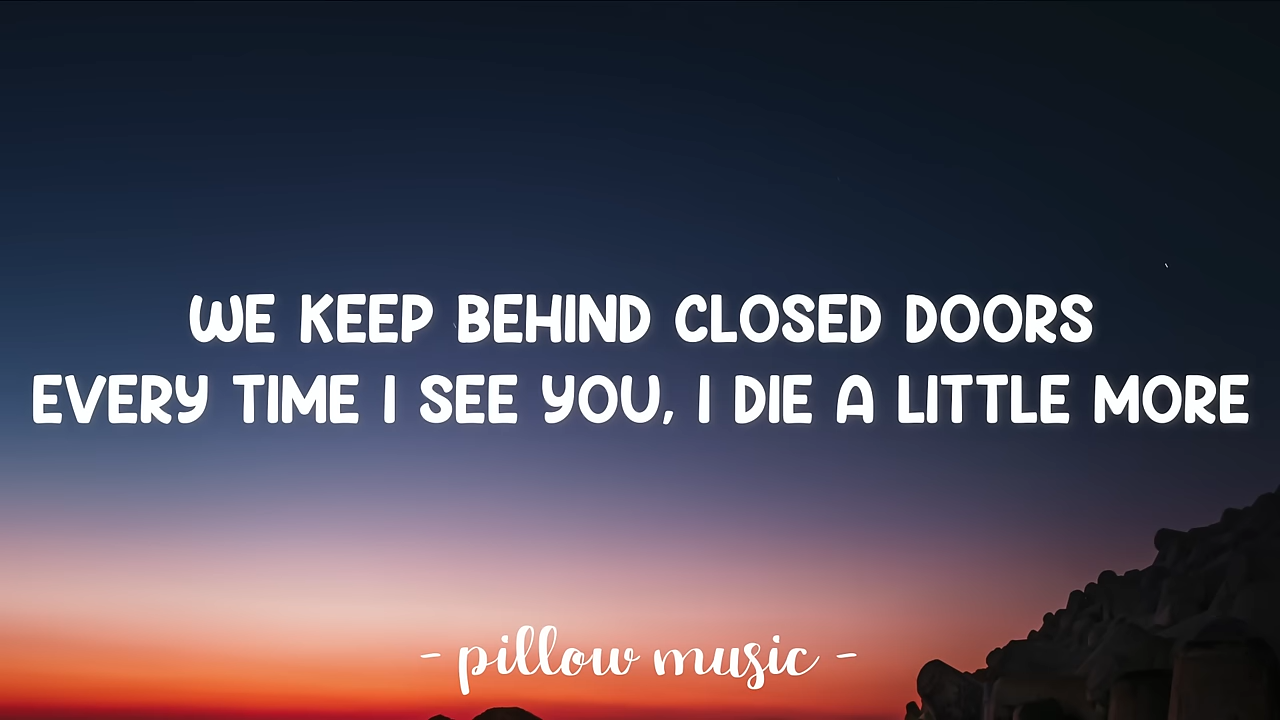 WE KEEP BEHIND CLOSED DOORS
EVERY TIME I SEE YOU, I DIE A LITTLE MORE
- pillow music -